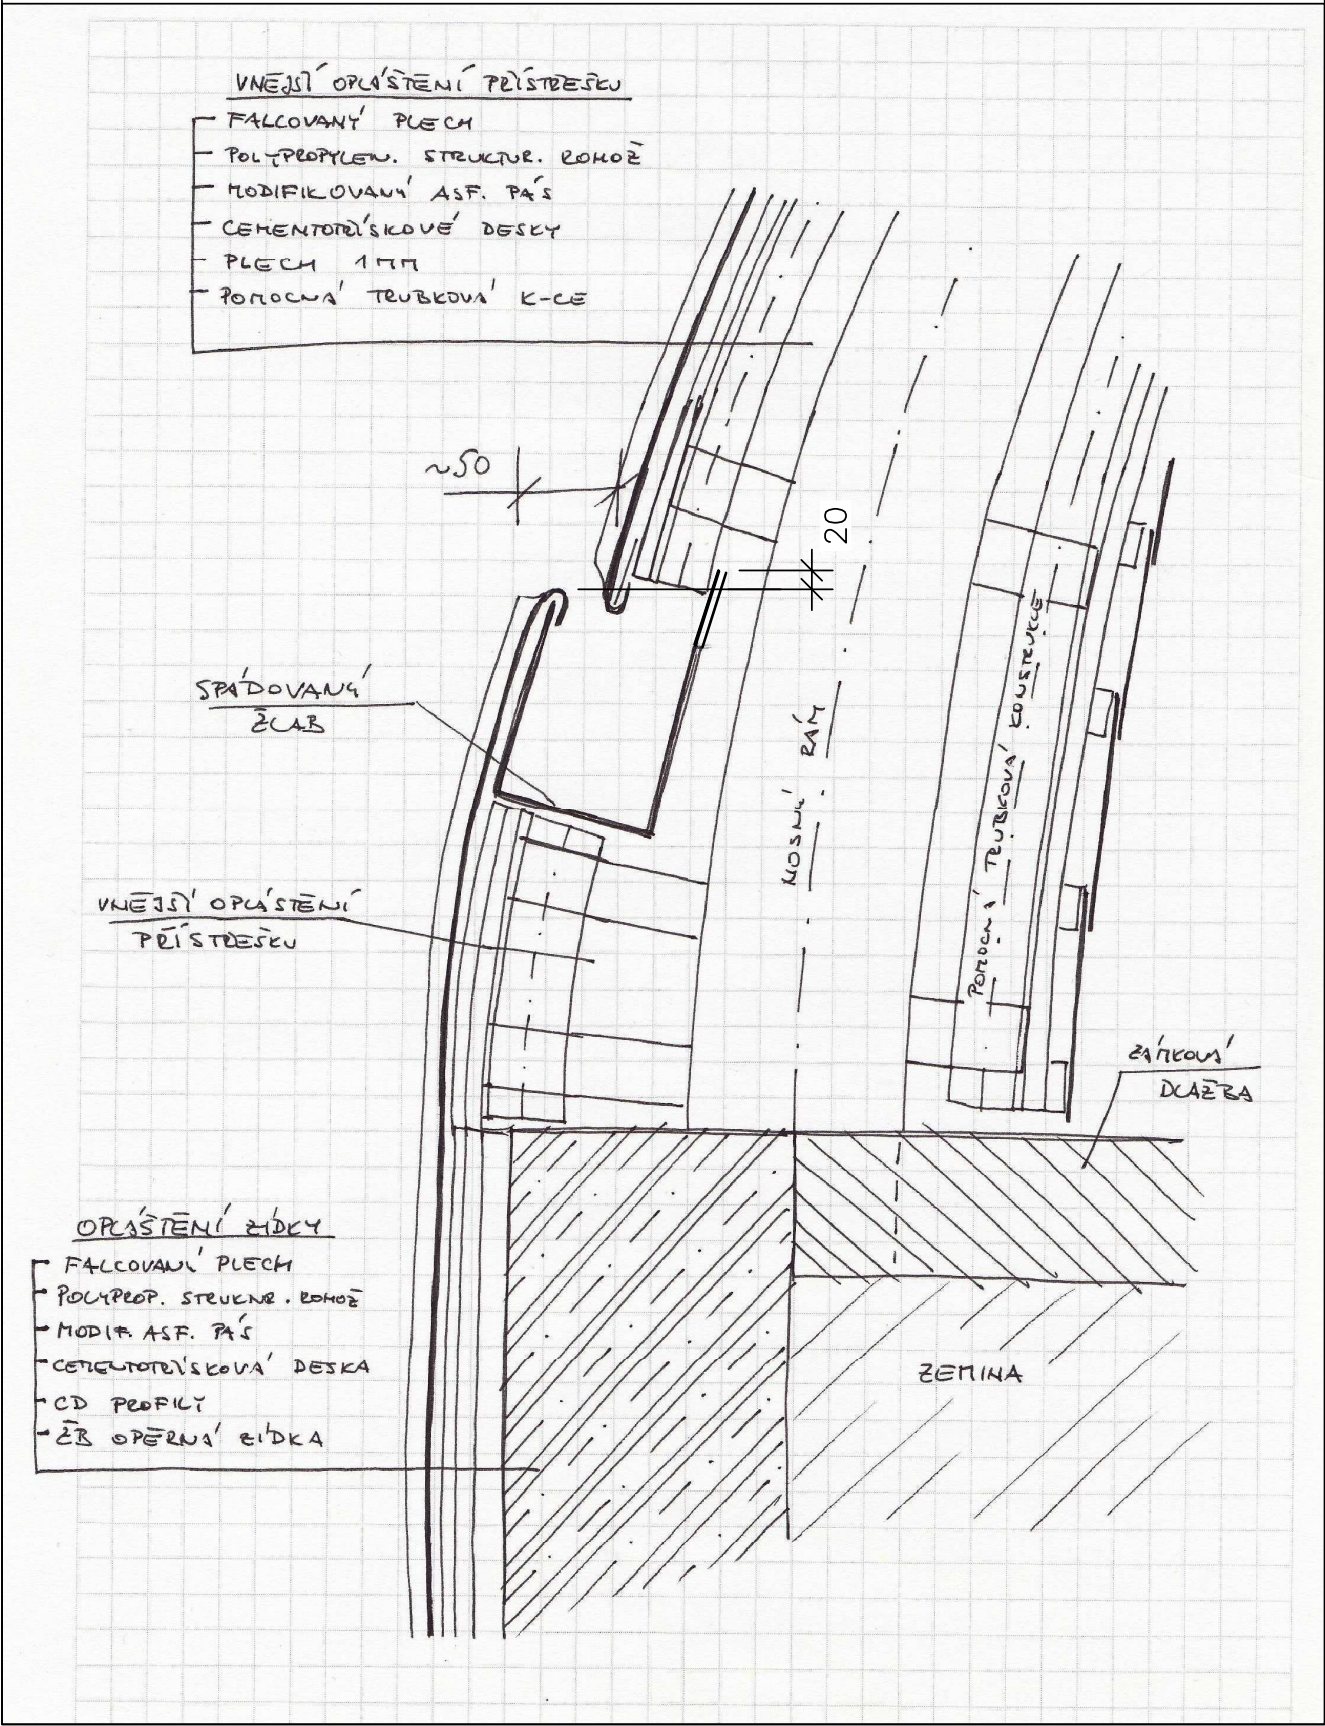 VNĚJŠÍ OPLÁŠTĚNÍ PŘÍSTŘEŠKU
FALCOVANÝ PLECH
POLYPROPYLEN. STRUKTUR. ROHOŽ
MODIFIKOVANÝ ASF. PÁS
CEMENTOTŘÍSKOVÉ DESKY
PLECH 1MM
POMOCNÁ TRUBKOVÁ K-CE
~50
20
SPÁDOVANÝ
ŽLAB
NOSNÝ RÁM
POMOCNÁ TRUBKOVÁ KONSTRUKCE
VNĚJŠÍ OPLÁŠTĚNÍ
PŘÍSTŘEŠKU
ZÁMKOVÁ
DLAŽBA
OPLÁŠTĚNÍ ZÍDKY
FALCOVANÝ PLECH
POLYPROP. STRUKNR. ROHOŽ
MODIF. ASF. PÁS
CEMENTOTŘÍSKOVÁ DESKA
CD PROFILY
ŽB OPĚRNÁ ZÍDKA
ZEMINA